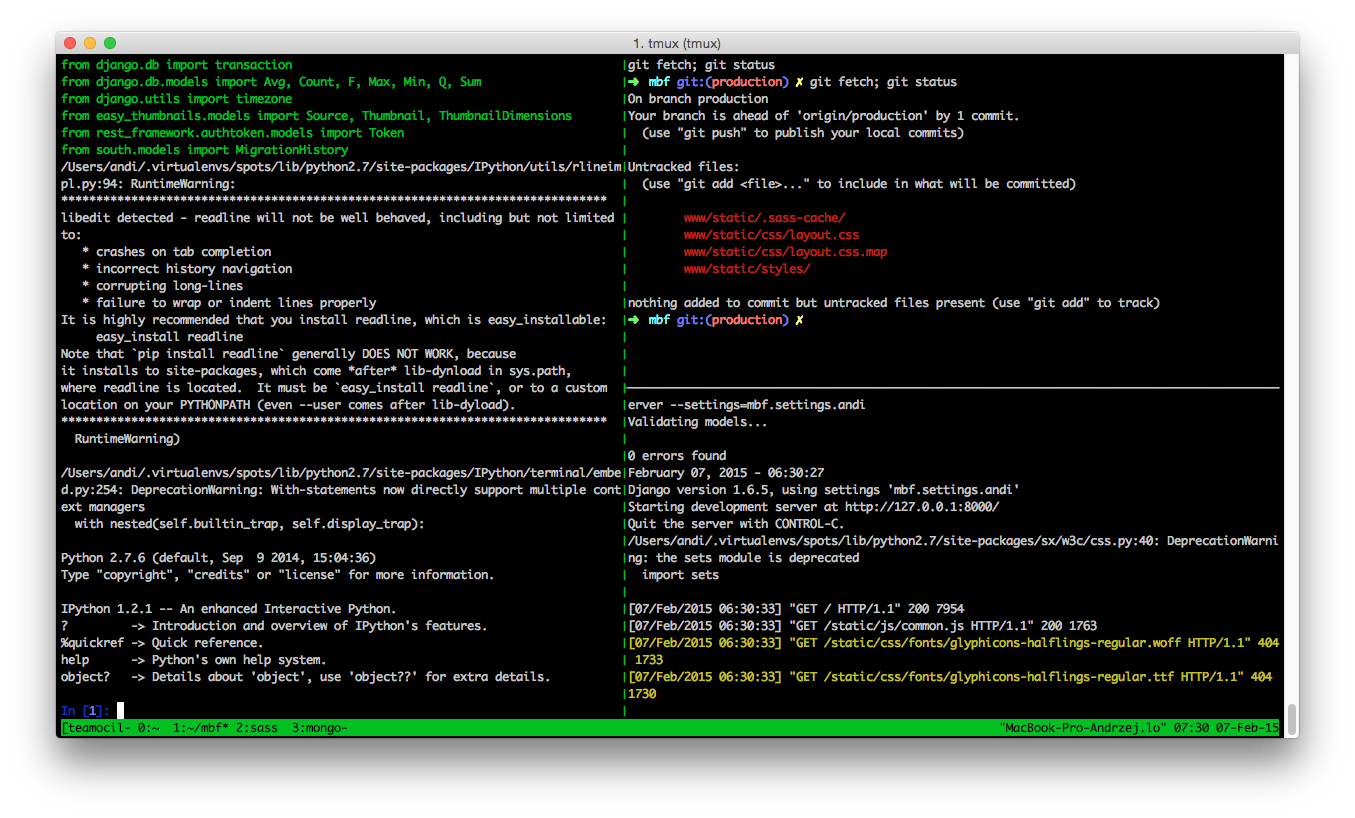 1. tmux (tmux)
from django.db import transaction
from django.db.models import Avg, Count, F, Max, Min, Q, Sum
from django.utils import timezone
from easy_thumbnails.models import Source, Thumbnail, ThumbnailDimensions
from rest_framework.authtoken.models import Token
from south.models import MigrationHistory
/Users/andi/.virtualenvs/spots/lib/python2.7/site-packages/IPython/utils/rlineim
pl.py:94: RuntimeWarning:
******************************************************************************
libedit detected - readline will not be well behaved, including but not limited
to:
   * crashes on tab completion
   * incorrect history navigation
   * corrupting long-lines
   * failure to wrap or indent lines properly
It is highly recommended that you install readline, which is easy_installable:
     easy_install readline
Note that `pip install readline` generally DOES NOT WORK, because
it installs to site-packages, which come *after* lib-dynload in sys.path,
where readline is located.  It must be `easy_install readline`, or to a custom
location on your PYTHONPATH (even --user comes after lib-dyload).
******************************************************************************
  RuntimeWarning)
/Users/andi/.virtualenvs/spots/lib/python2.7/site-packages/IPython/terminal/embe
d.py:254: DeprecationWarning: With-statements now directly support multiple cont
ext managers
  with nested(self.builtin_trap, self.display_trap):
Python 2.7.6 (default, Sep  9 2014, 15:04:36)
Type "copyright", "credits" or "license" for more information.
IPython 1.2.1 -- An enhanced Interactive Python.
?         -> Introduction and overview of IPython's features.
%quickref -> Quick reference.
help      -> Python's own help system.
object?   -> Details about 'object', use 'object??' for extra details.
In [1]:
git fetch; git status
➜  mbf git:(production) ✗ git fetch; git status
On branch production
Your branch is ahead of 'origin/production' by 1 commit.
  (use "git push" to publish your local commits)
Untracked files:
  (use "git add <file>..." to include in what will be committed)
        www/static/.sass-cache/
        www/static/css/layout.css
        www/static/css/layout.css.map
        www/static/styles/
nothing added to commit but untracked files present (use "git add" to track)
➜  mbf git:(production) ✗
erver --settings=mbf.settings.andi
Validating models...
0 errors found
February 07, 2015 - 06:30:27
Django version 1.6.5, using settings 'mbf.settings.andi'
Starting development server at http://127.0.0.1:8000/
Quit the server with CONTROL-C.
/Users/andi/.virtualenvs/spots/lib/python2.7/site-packages/sx/w3c/css.py:40: DeprecationWarni
ng: the sets module is deprecated
  import sets
[07/Feb/2015 06:30:33] "GET / HTTP/1.1" 200 7954
[07/Feb/2015 06:30:33] "GET /static/js/common.js HTTP/1.1" 200 1763
[07/Feb/2015 06:30:33] "GET /static/css/fonts/glyphicons-halflings-regular.woff HTTP/1.1" 404
 1733
[07/Feb/2015 06:30:33] "GET /static/css/fonts/glyphicons-halflings-regular.ttf HTTP/1.1" 404
1730
[teamocil- 0:~  1:~/mbf* 2:sass  3:mongo-
"MacBook-Pro-Andrzej.lo" 07:30 07-Feb-15